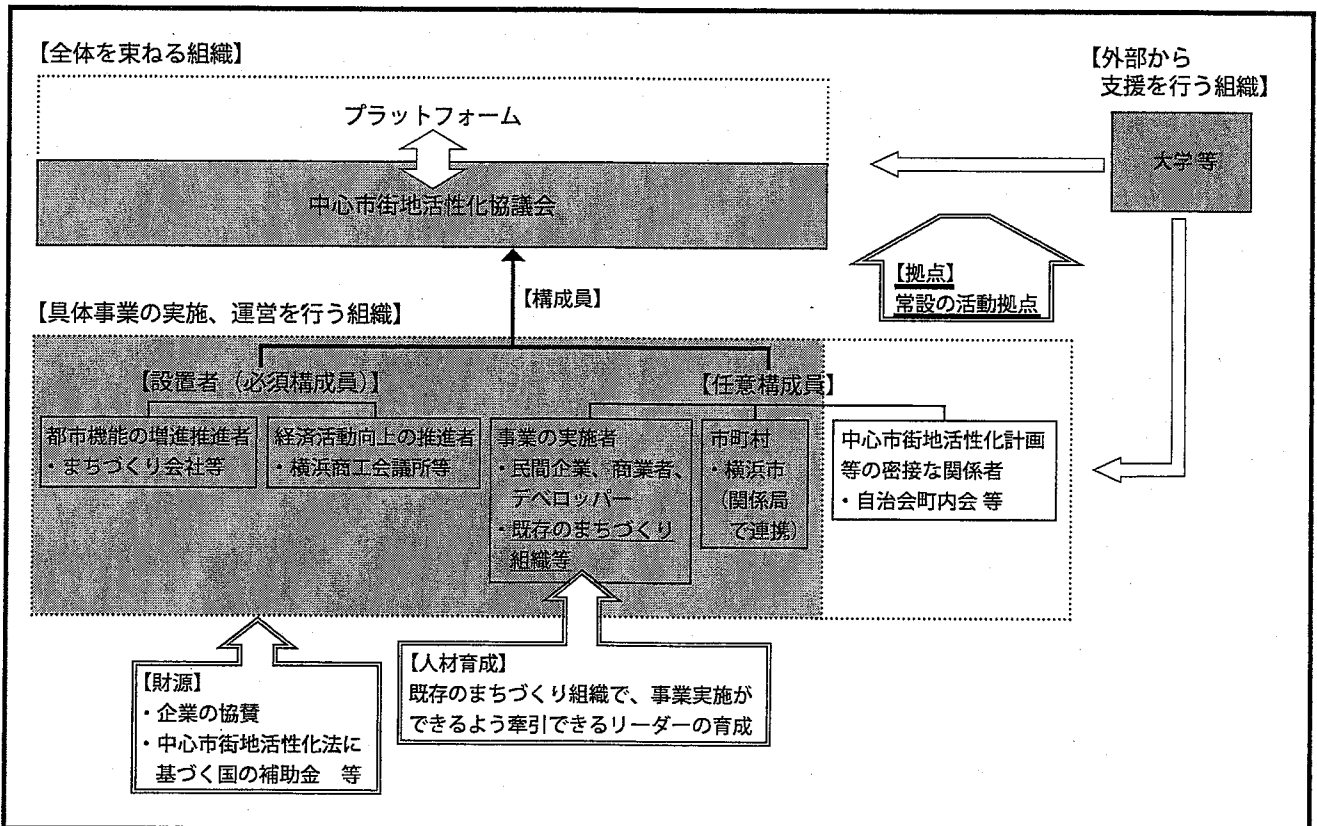 【全体を束ねる組織】
プラットフォーム
中心市街地活性化協議会
【外部から
支援を行う組織】
大学等
【拠点】
常設の活動拠点
【構成員】
【具体事業の実施、運営を行う組織】
【設置者（必須構成員）】
【任意構成員】
都市機能の増進推進者
・まちづくり会社等
経済活動向上の推進者
・横浜商工会議所等
事業の実施者
・民間企業、商業者、
デベロッパー
・既存のまちづくり
組織等
市町村
・横浜市
（関係局
で連携）
中心市街地活性化計画
等の密接な関係者
・自治会町内会 等
【財源】
・企業の協賛
・中心市街地活性化法に
基づく国の補助金　等
【人材育成】
既存のまちづくり組織で、事業実施が
できるよう牽引できるリーダーの育成